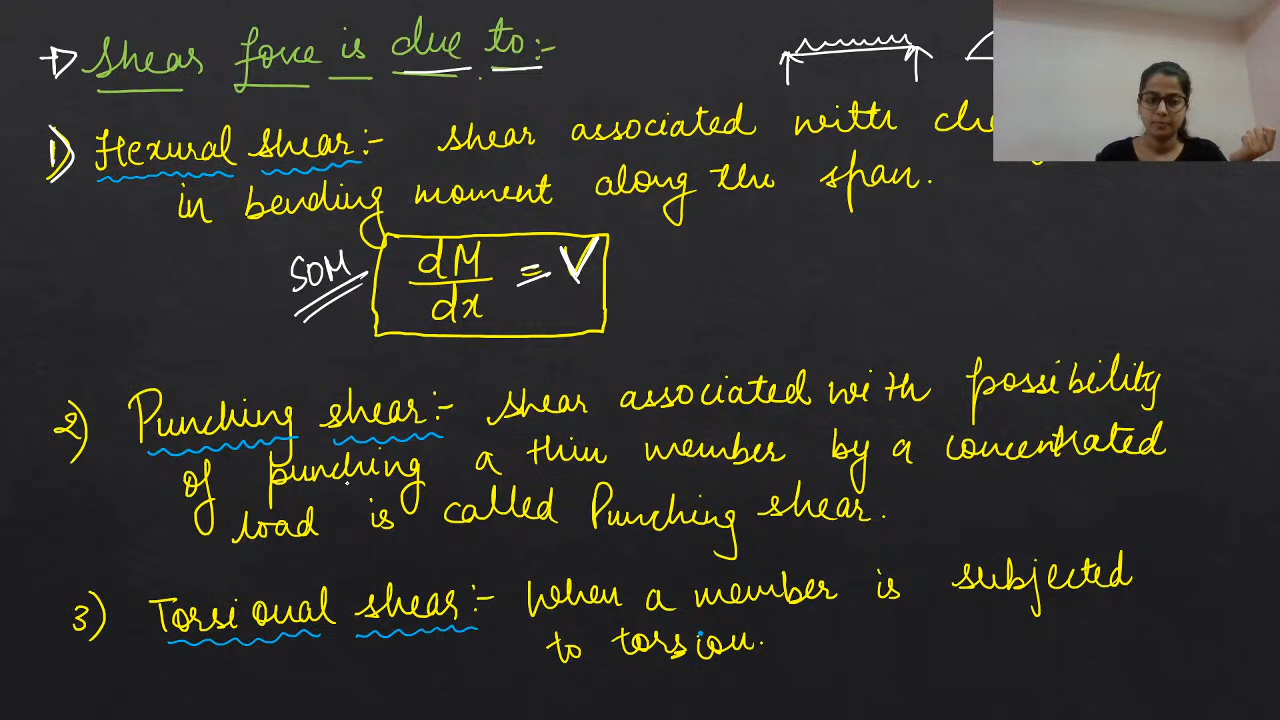 → Shear force is due to:-
1) Flexural shear:- shear associated with
in bending moment along the span.
SOM dM/dx = V
2) Punching shear:- shear associated with possibility
of punching a thin member by a concentrated
load is called Punching shear.
3) Torsional shear:- When a member is subjected
to torsion.